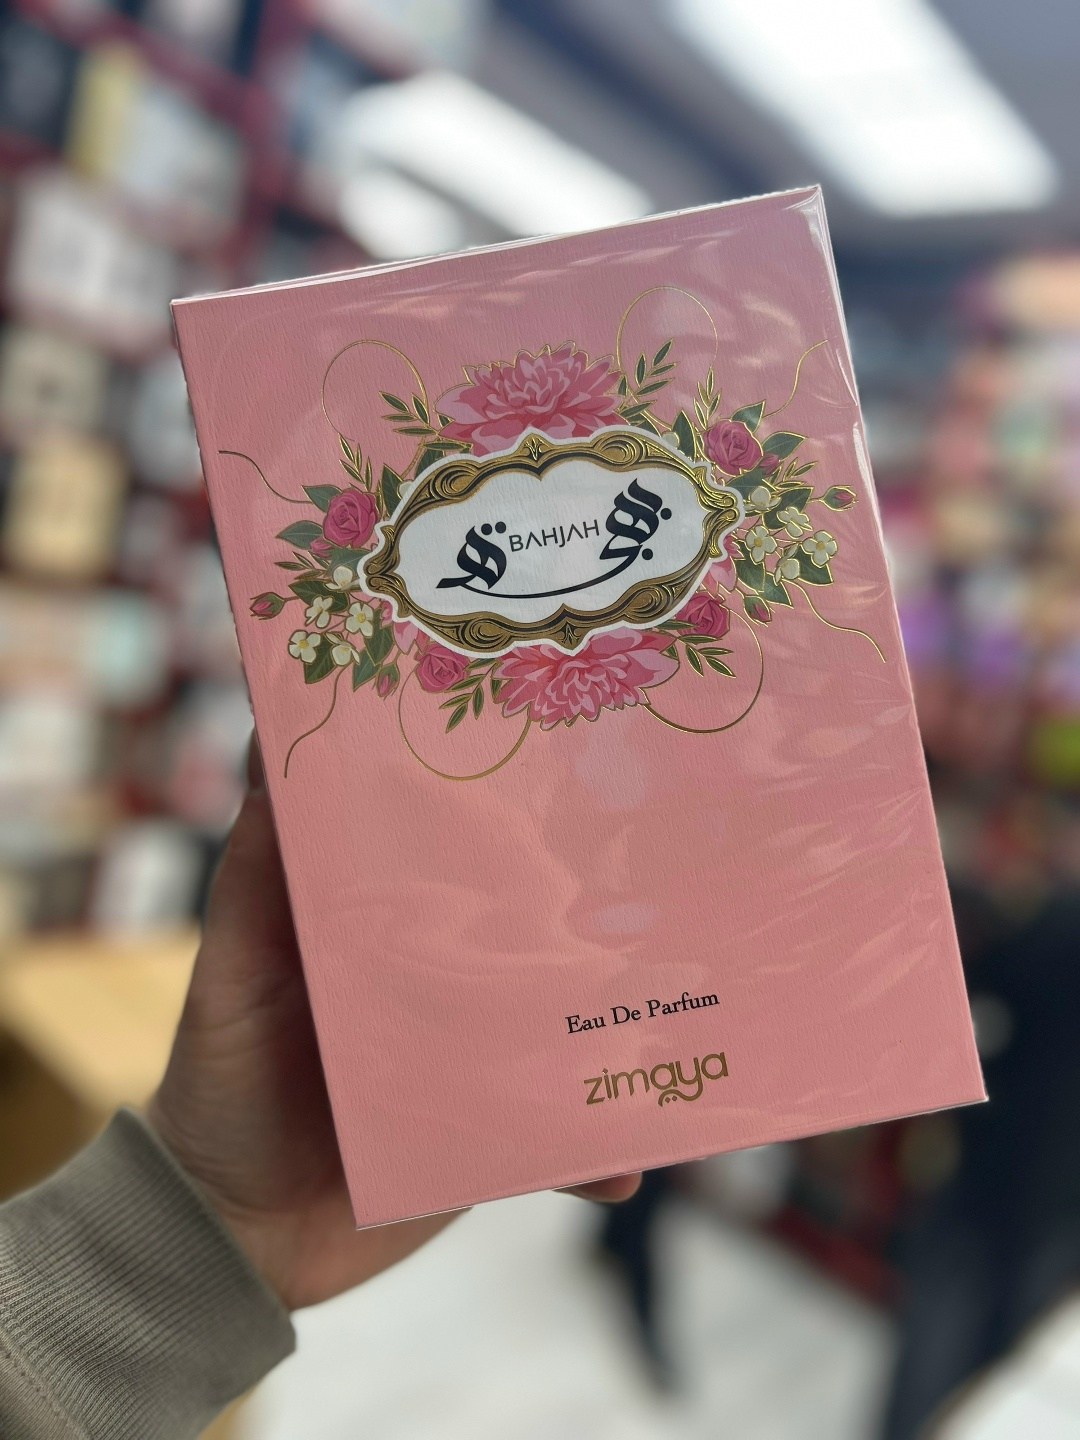 بهجة
BAHJAH
Eau De Parfum
zimaya